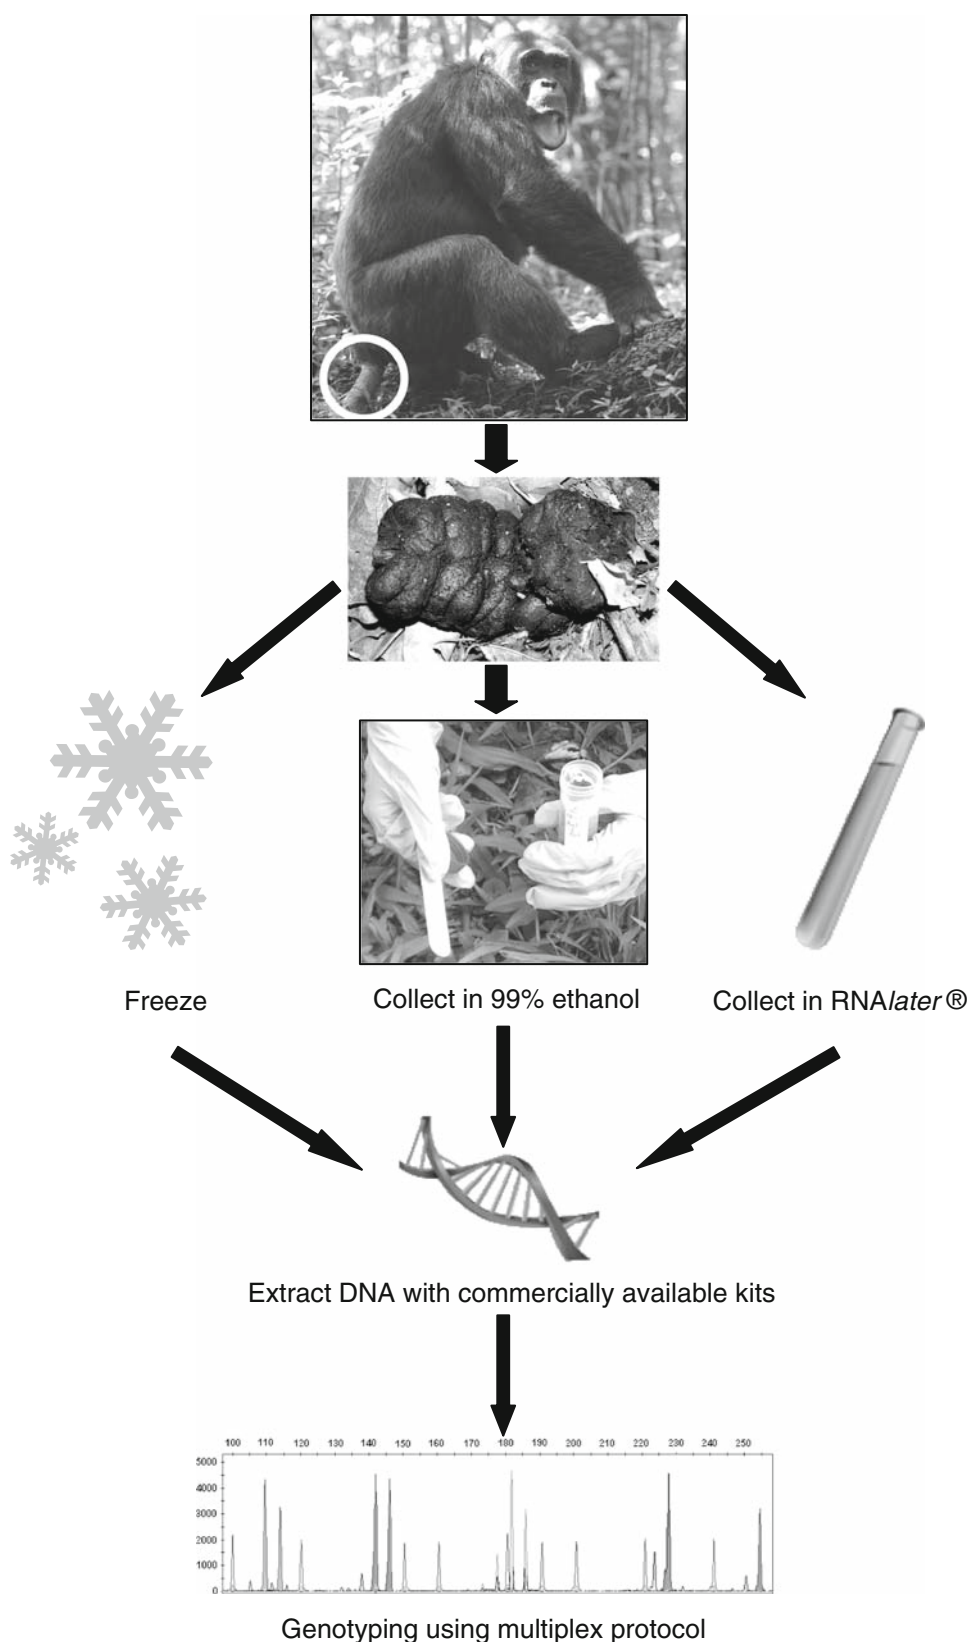 Freeze
Collect in 99% ethanol
Collect in RNAlater ®
Extract DNA with commercially available kits
100 110 120 130 140 150 160 170 180 190 200 210 220 230 240 250
5000
4000
3000
2000
1000
0
Genotyping using multiplex protocol